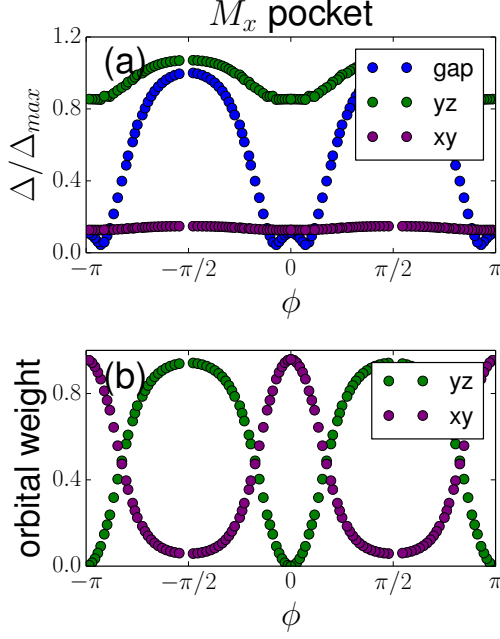 M_x pocket
(a)
gap
yz
xy
Δ/Δ_max
1.2
0.8
0.4
0.0
−π
−π/2
0
π/2
π
ϕ
(b)
yz
xy
orbital weight
0.8
0.4
0.0
−π
−π/2
0
π/2
π
ϕ